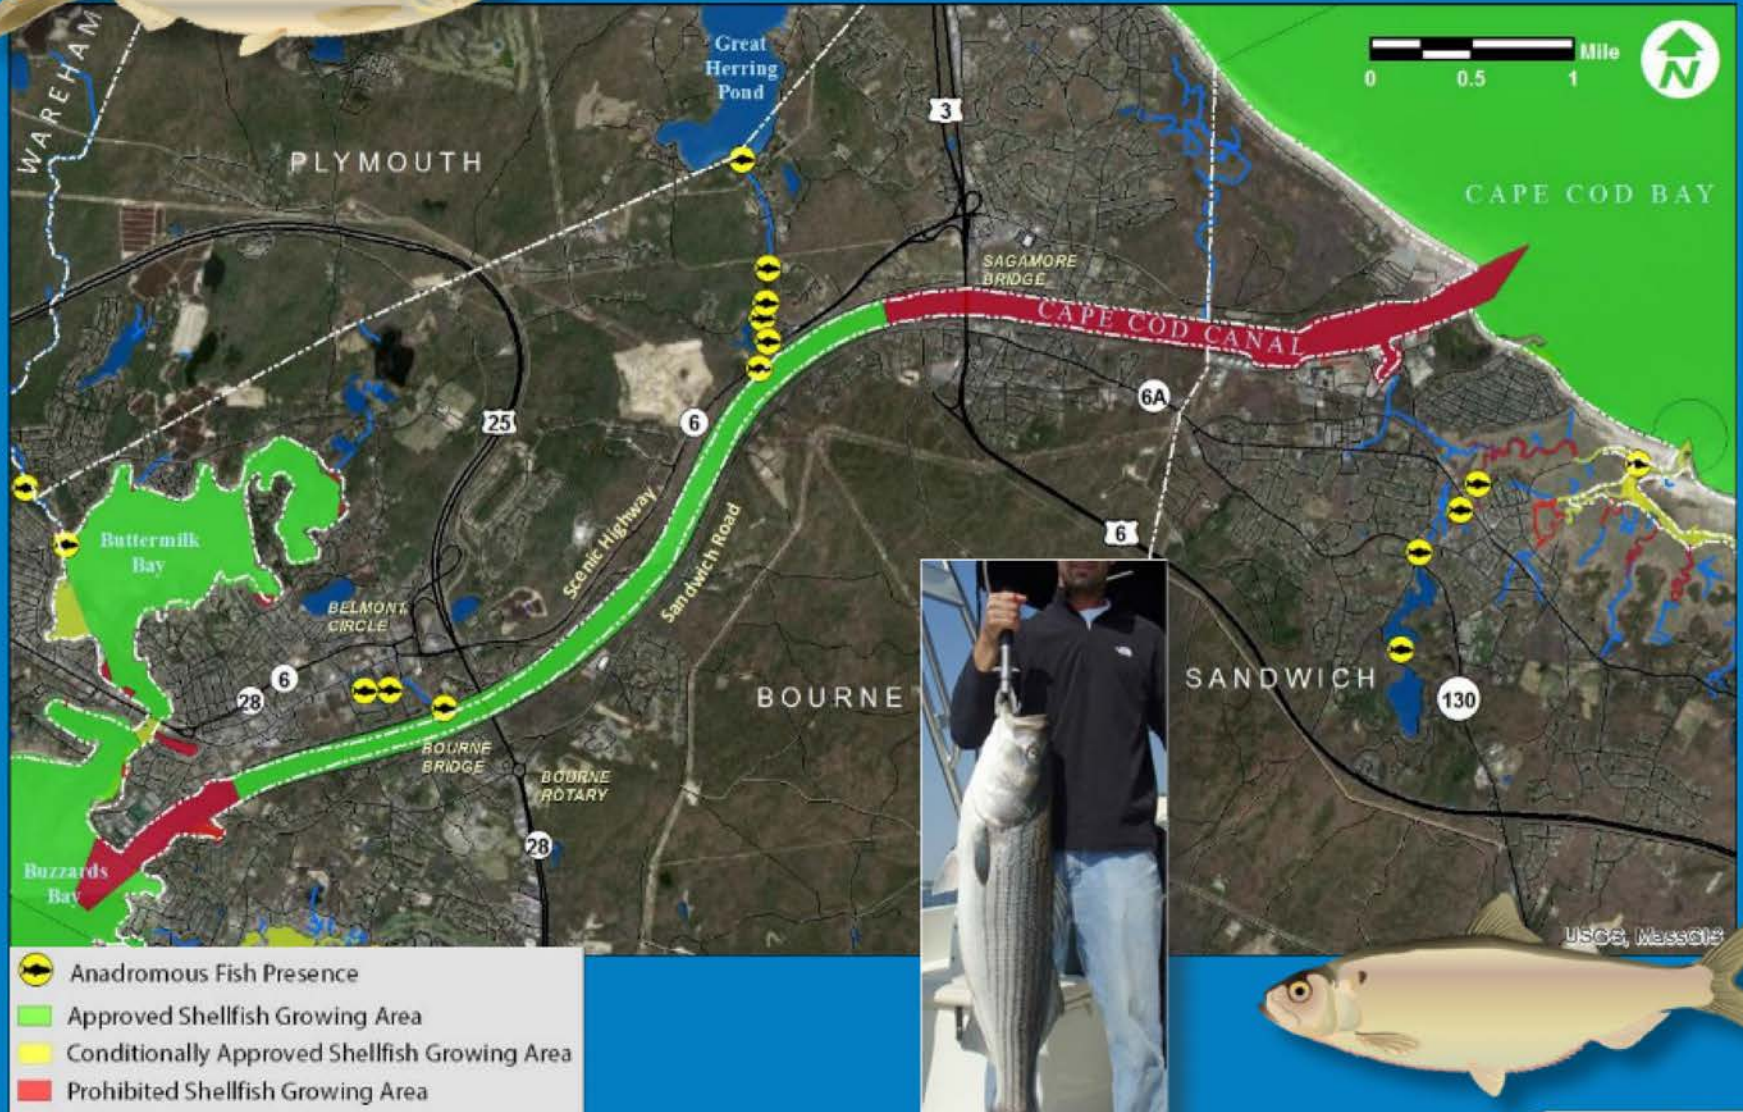 WAREHAM
PLYMOUTH
Great
Herring
Pond
3
Mile
0 0.5 1
N
CAPE COD BAY
SAGAMORE
BRIDGE
CAPE COD CANAL
25
6
6A
Scenic Highway
Sandwich Road
6
Buttermilk
Bay
BELMONT
CIRCLE
6
28
BOURNE
SANDWICH
130
BOURNE
BRIDGE
BOURNE
ROTARY
28
Buzzards
Bay
USGS, MassGIS
Anadromous Fish Presence
Approved Shellfish Growing Area
Conditionally Approved Shellfish Growing Area
Prohibited Shellfish Growing Area